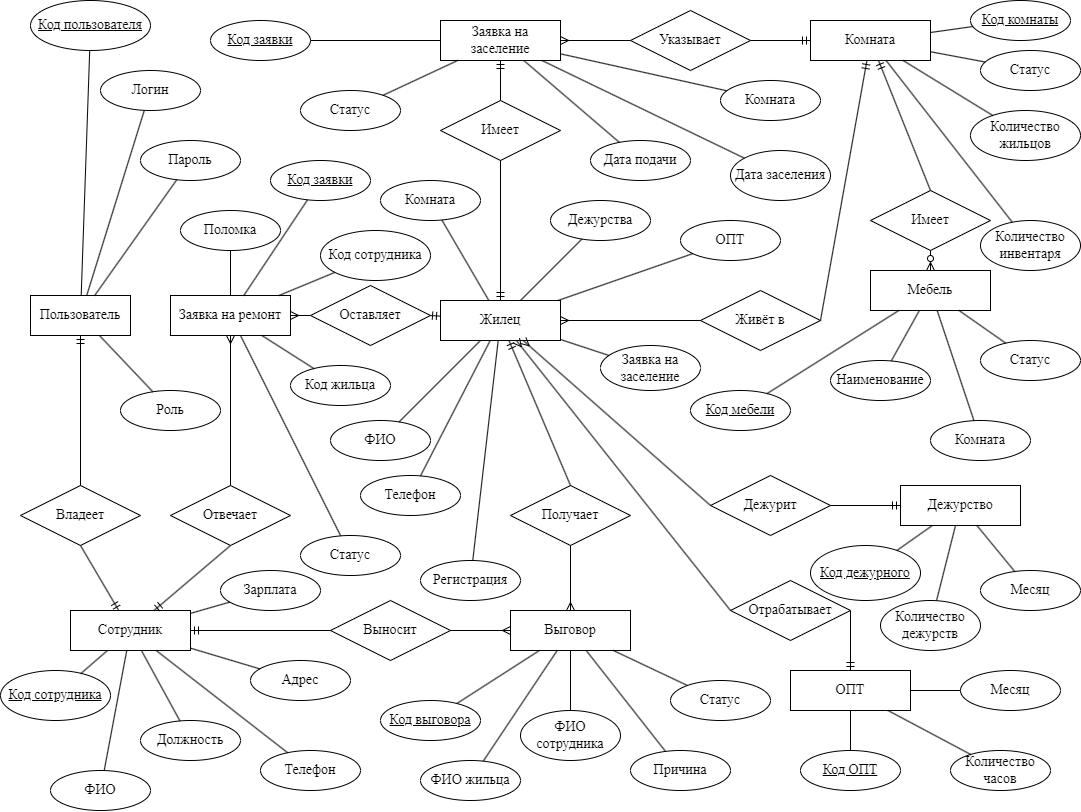 Код пользователя
Код заявки
Заявка на
заселение
Указывает
Комната
Код комнаты
Статус
Логин
Статус
Комната
Количество
жильцов
Имеет
Пароль
Дата подачи
Дата заселения
Код заявки
Комната
Дежурства
Имеет
Поломка
ОПТ
Количество
инвентаря
Код сотрудника
Мебель
Пользователь
Заявка на ремонт
Оставляет
Жилец
Живёт в
Заявка на
заселение
Статус
Код жильца
Наименование
Роль
Код мебели
ФИО
Комната
Телефон
Дежурит
Дежурство
Владеет
Отвечает
Получает
Статус
Код дежурного
Регистрация
Зарплата
Месяц
Отрабатывает
Количество
дежурств
Сотрудник
Выносит
Выговор
Адрес
Код сотрудника
Статус
ОПТ
Месяц
Код выговора
ФИО
сотрудника
Должность
Телефон
ФИО жильца
Причина
Код ОПТ
Количество
часов
ФИО